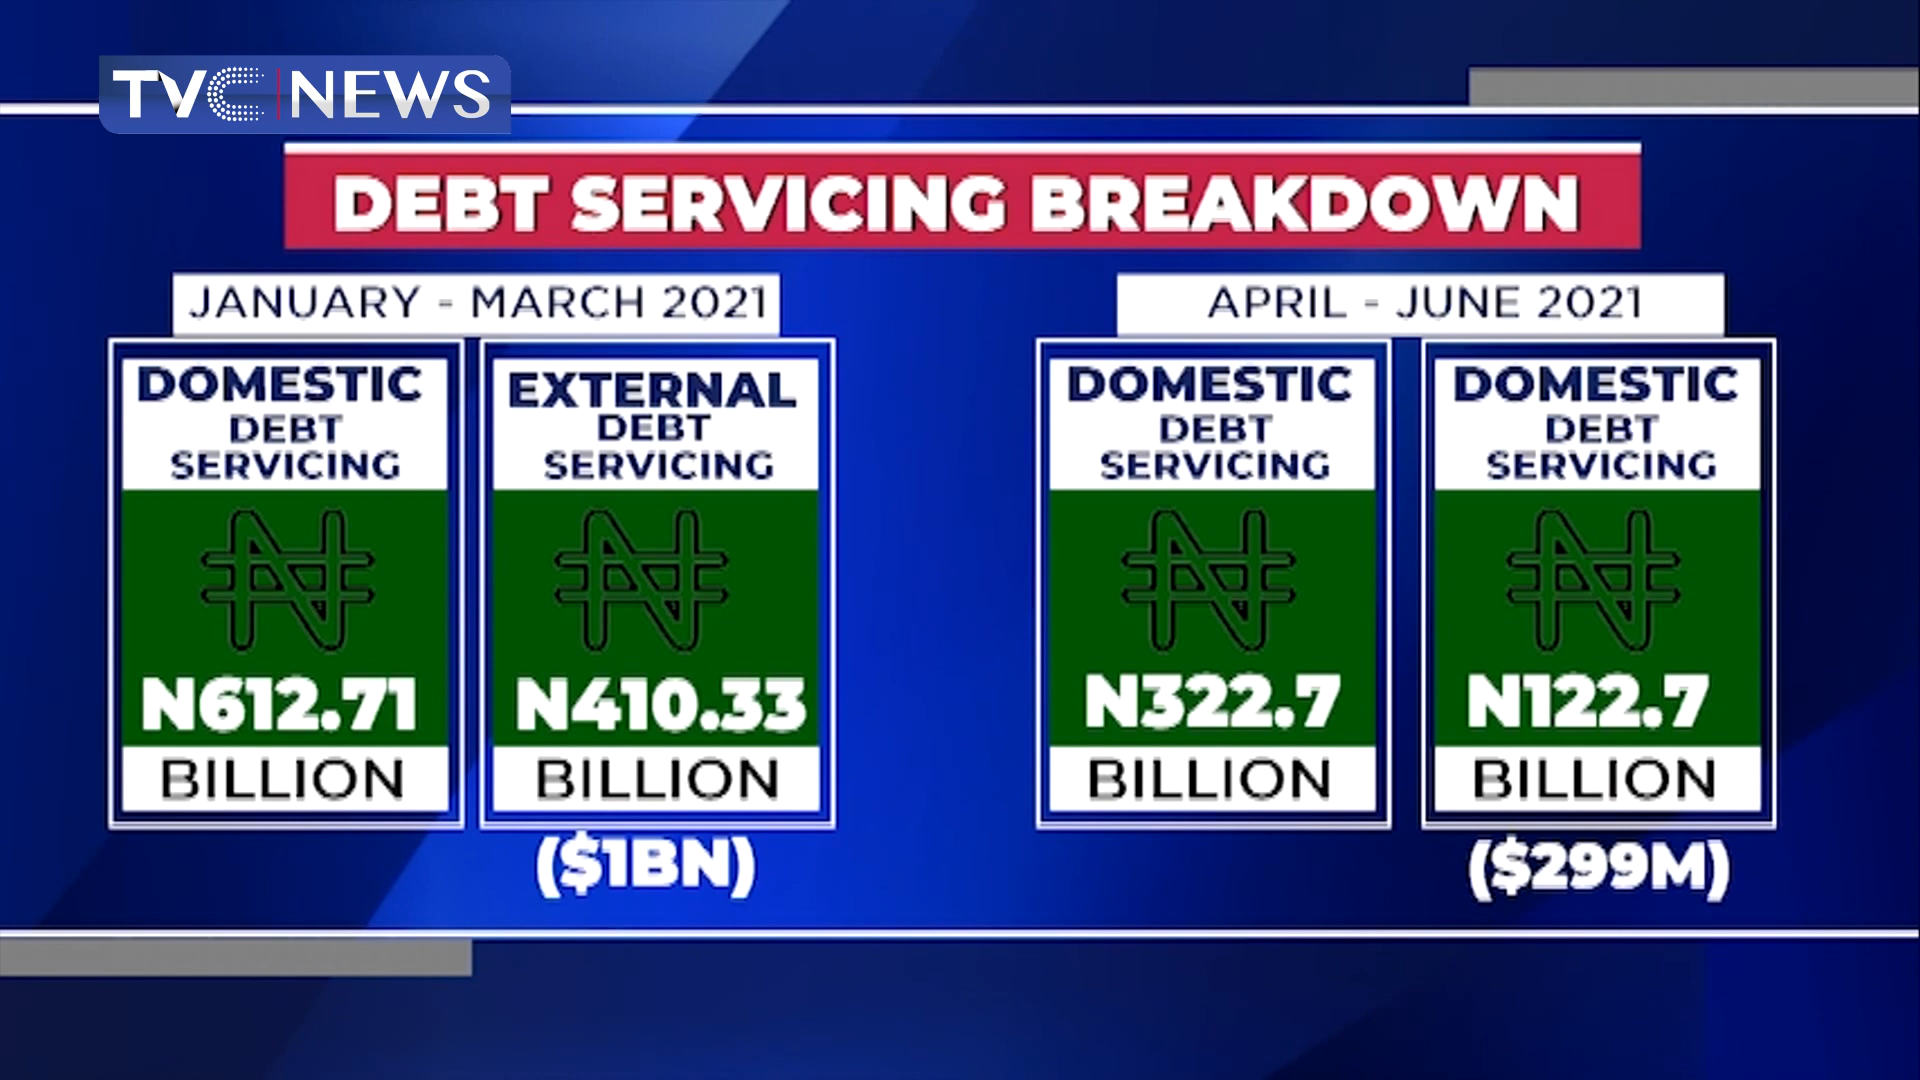 TVC NEWS
DEBT SERVICING BREAKDOWN
JANUARY - MARCH 2021
DOMESTIC
DEBT
SERVICING
₦
N612.71
BILLION
EXTERNAL
DEBT
SERVICING
₦
N410.33
BILLION
($1BN)
APRIL - JUNE 2021
DOMESTIC
DEBT
SERVICING
₦
N322.7
BILLION
DOMESTIC
DEBT
SERVICING
₦
N122.7
BILLION
($299M)